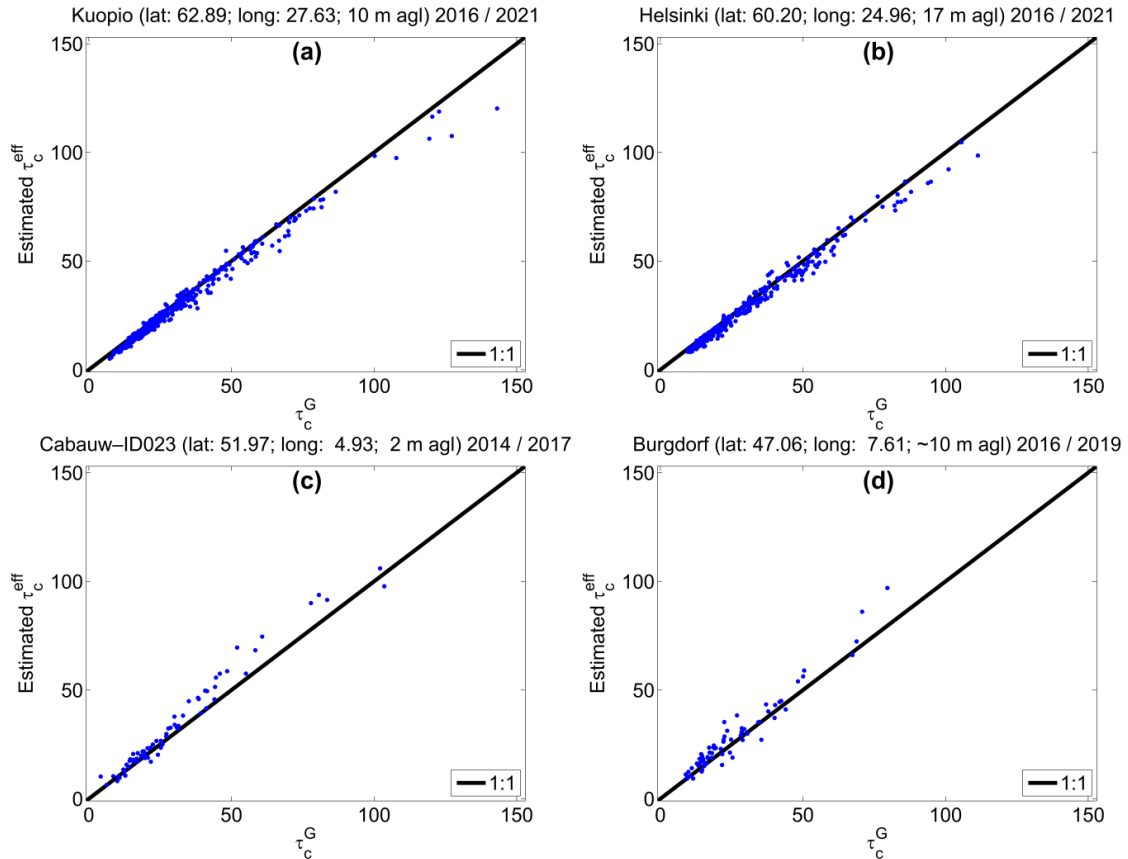 Kuopio (lat: 62.89; long: 27.63; 10 m agl) 2016 / 2021
(a)
150
100
50
0
Estimated τ_c^eff
0 50 100 150
τ_c^G
1:1
Helsinki (lat: 60.20; long: 24.96; 17 m agl) 2016 / 2021
(b)
150
100
50
0
Estimated τ_c^eff
0 50 100 150
τ_c^G
1:1
Cabauw–ID023 (lat: 51.97; long: 4.93; 2 m agl) 2014 / 2017
(c)
150
100
50
0
Estimated τ_c^eff
0 50 100 150
τ_c^G
1:1
Burgdorf (lat: 47.06; long: 7.61; ~10 m agl) 2016 / 2019
(d)
150
100
50
0
Estimated τ_c^eff
0 50 100 150
τ_c^G
1:1